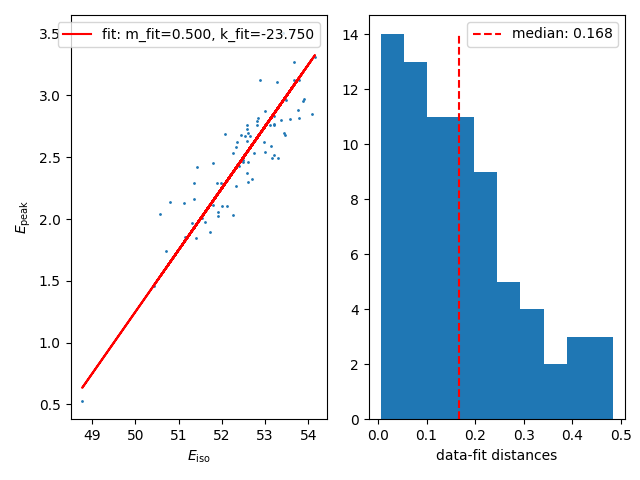 fit: m_fit=0.500, k_fit=-23.750
3.5
3.0
2.5
2.0
1.5
1.0
0.5
E_peak
49 50 51 52 53 54
E_iso
median: 0.168
14
12
10
8
6
4
2
0
0.0 0.1 0.2 0.3 0.4 0.5
data-fit distances